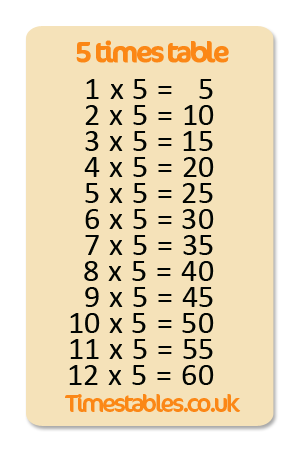 5 times table
1 x 5 = 5
2 x 5 = 10
3 x 5 = 15
4 x 5 = 20
5 x 5 = 25
6 x 5 = 30
7 x 5 = 35
8 x 5 = 40
9 x 5 = 45
10 x 5 = 50
11 x 5 = 55
12 x 5 = 60
Timestables.co.uk